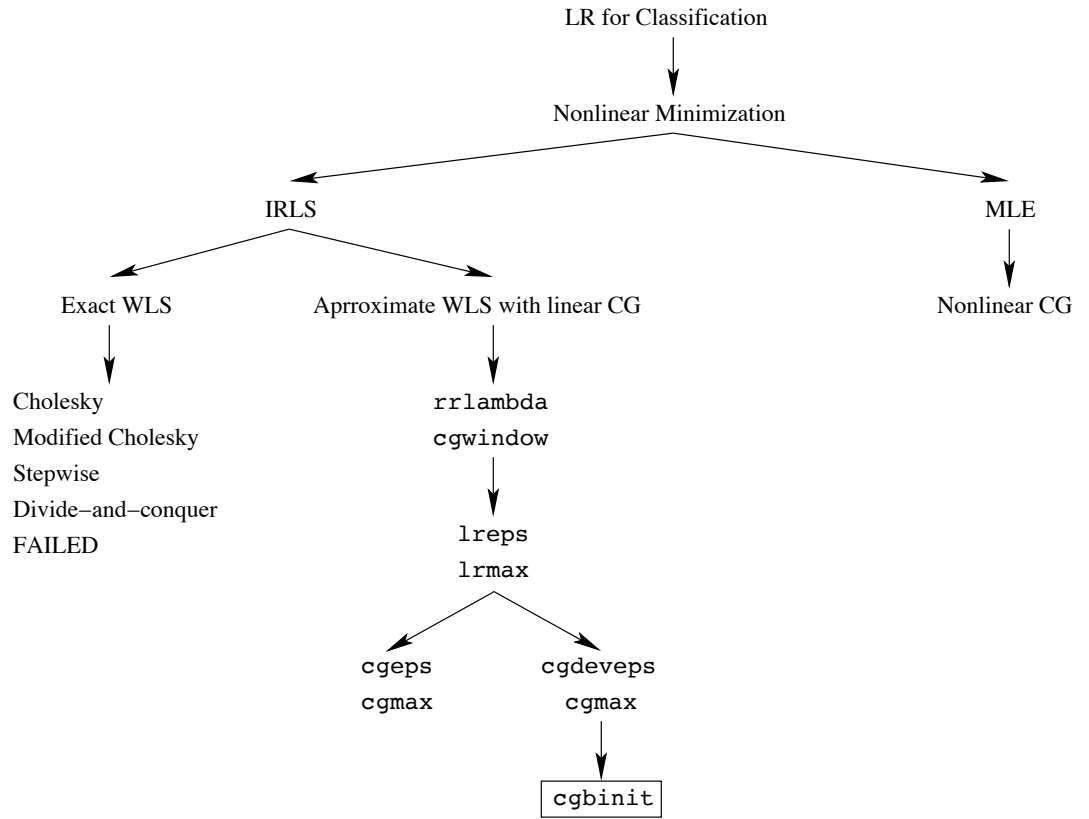 LR for Classification
Nonlinear Minimization
IRLS
MLE
Exact WLS
Aprroximate WLS with linear CG
Nonlinear CG
Cholesky
Modified Cholesky
Stepwise
Divide−and−conquer
FAILED
rrlambda
cgwindow
lreps
lrmax
cgeps
cgmax
cgdeveps
cgmax
cgbinit